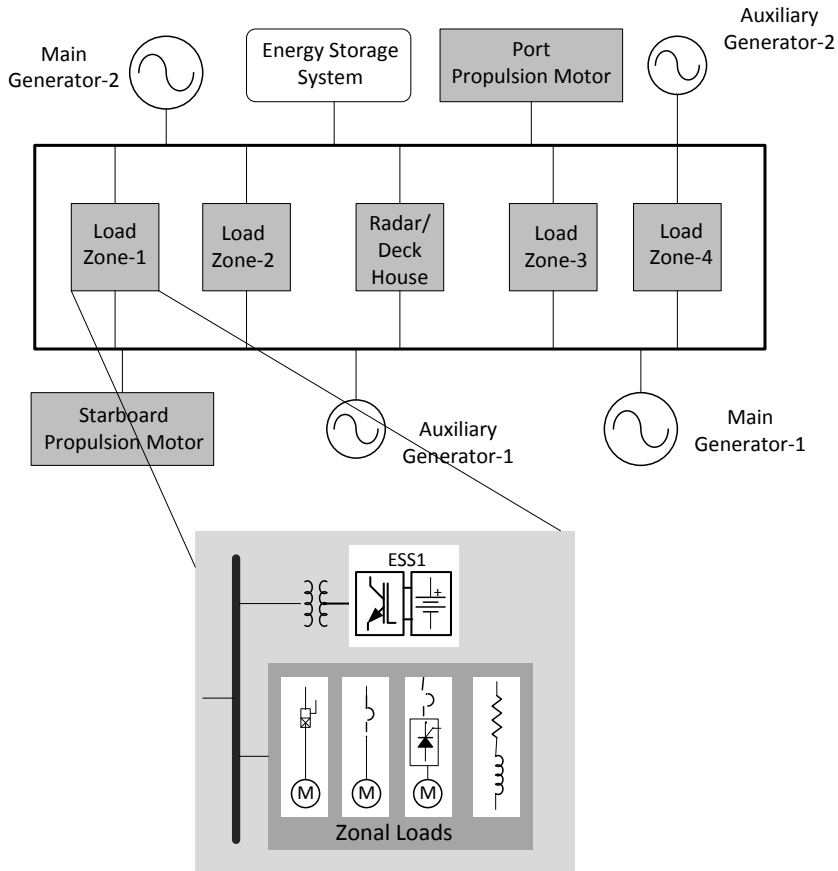 Main
Generator-2
Energy Storage
System
Port
Propulsion Motor
Auxiliary
Generator-2
Load
Zone-1
Load
Zone-2
Radar/
Deck
House
Load
Zone-3
Load
Zone-4
Starboard
Propulsion Motor
Auxiliary
Generator-1
Main
Generator-1
ESS1
+
M
M
M
Zonal Loads